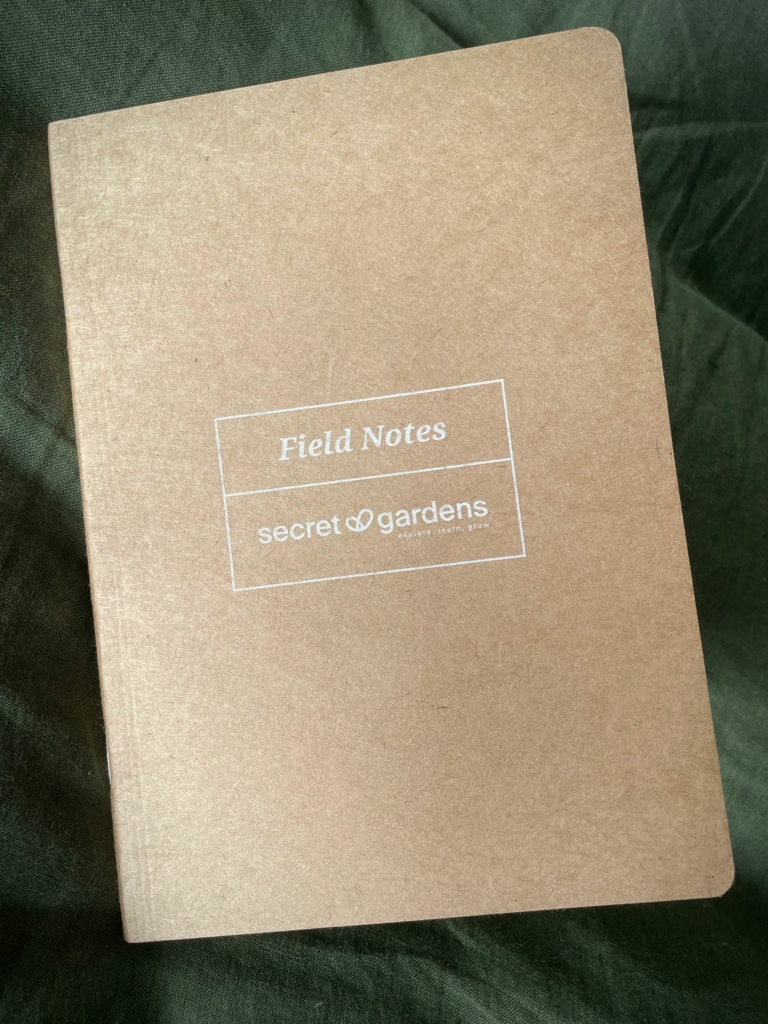 Field Notes
secret gardens
explore. learn. grow